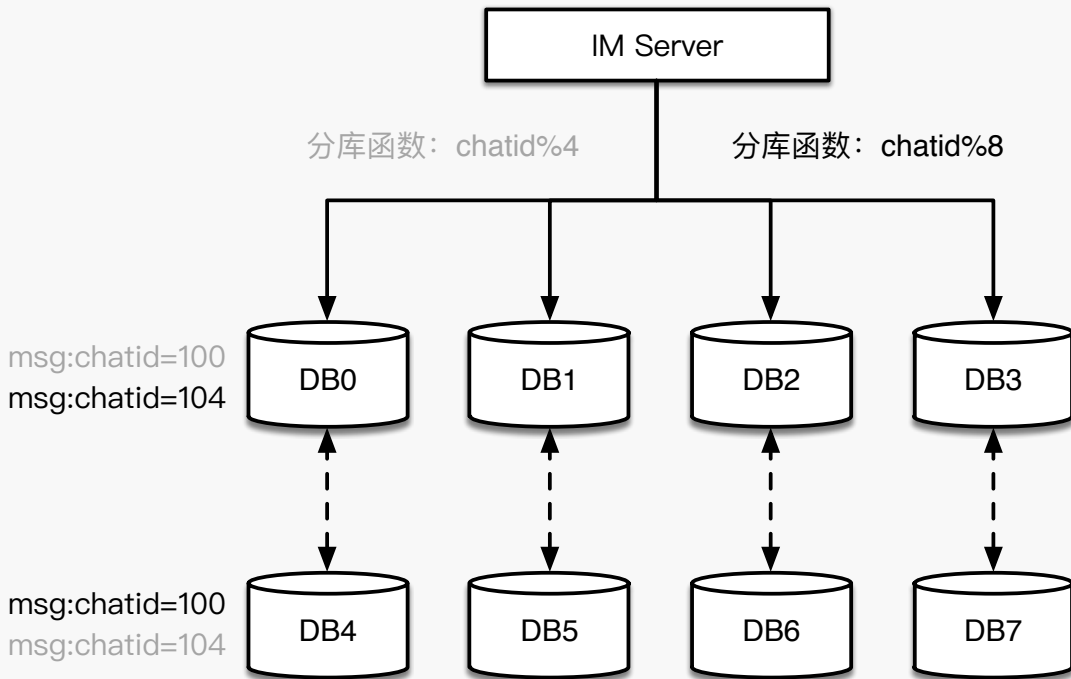 IM Server
分库函数：chatid%4
分库函数：chatid%8
msg:chatid=100
msg:chatid=104
DB0
DB1
DB2
DB3
msg:chatid=100
msg:chatid=104
DB4
DB5
DB6
DB7